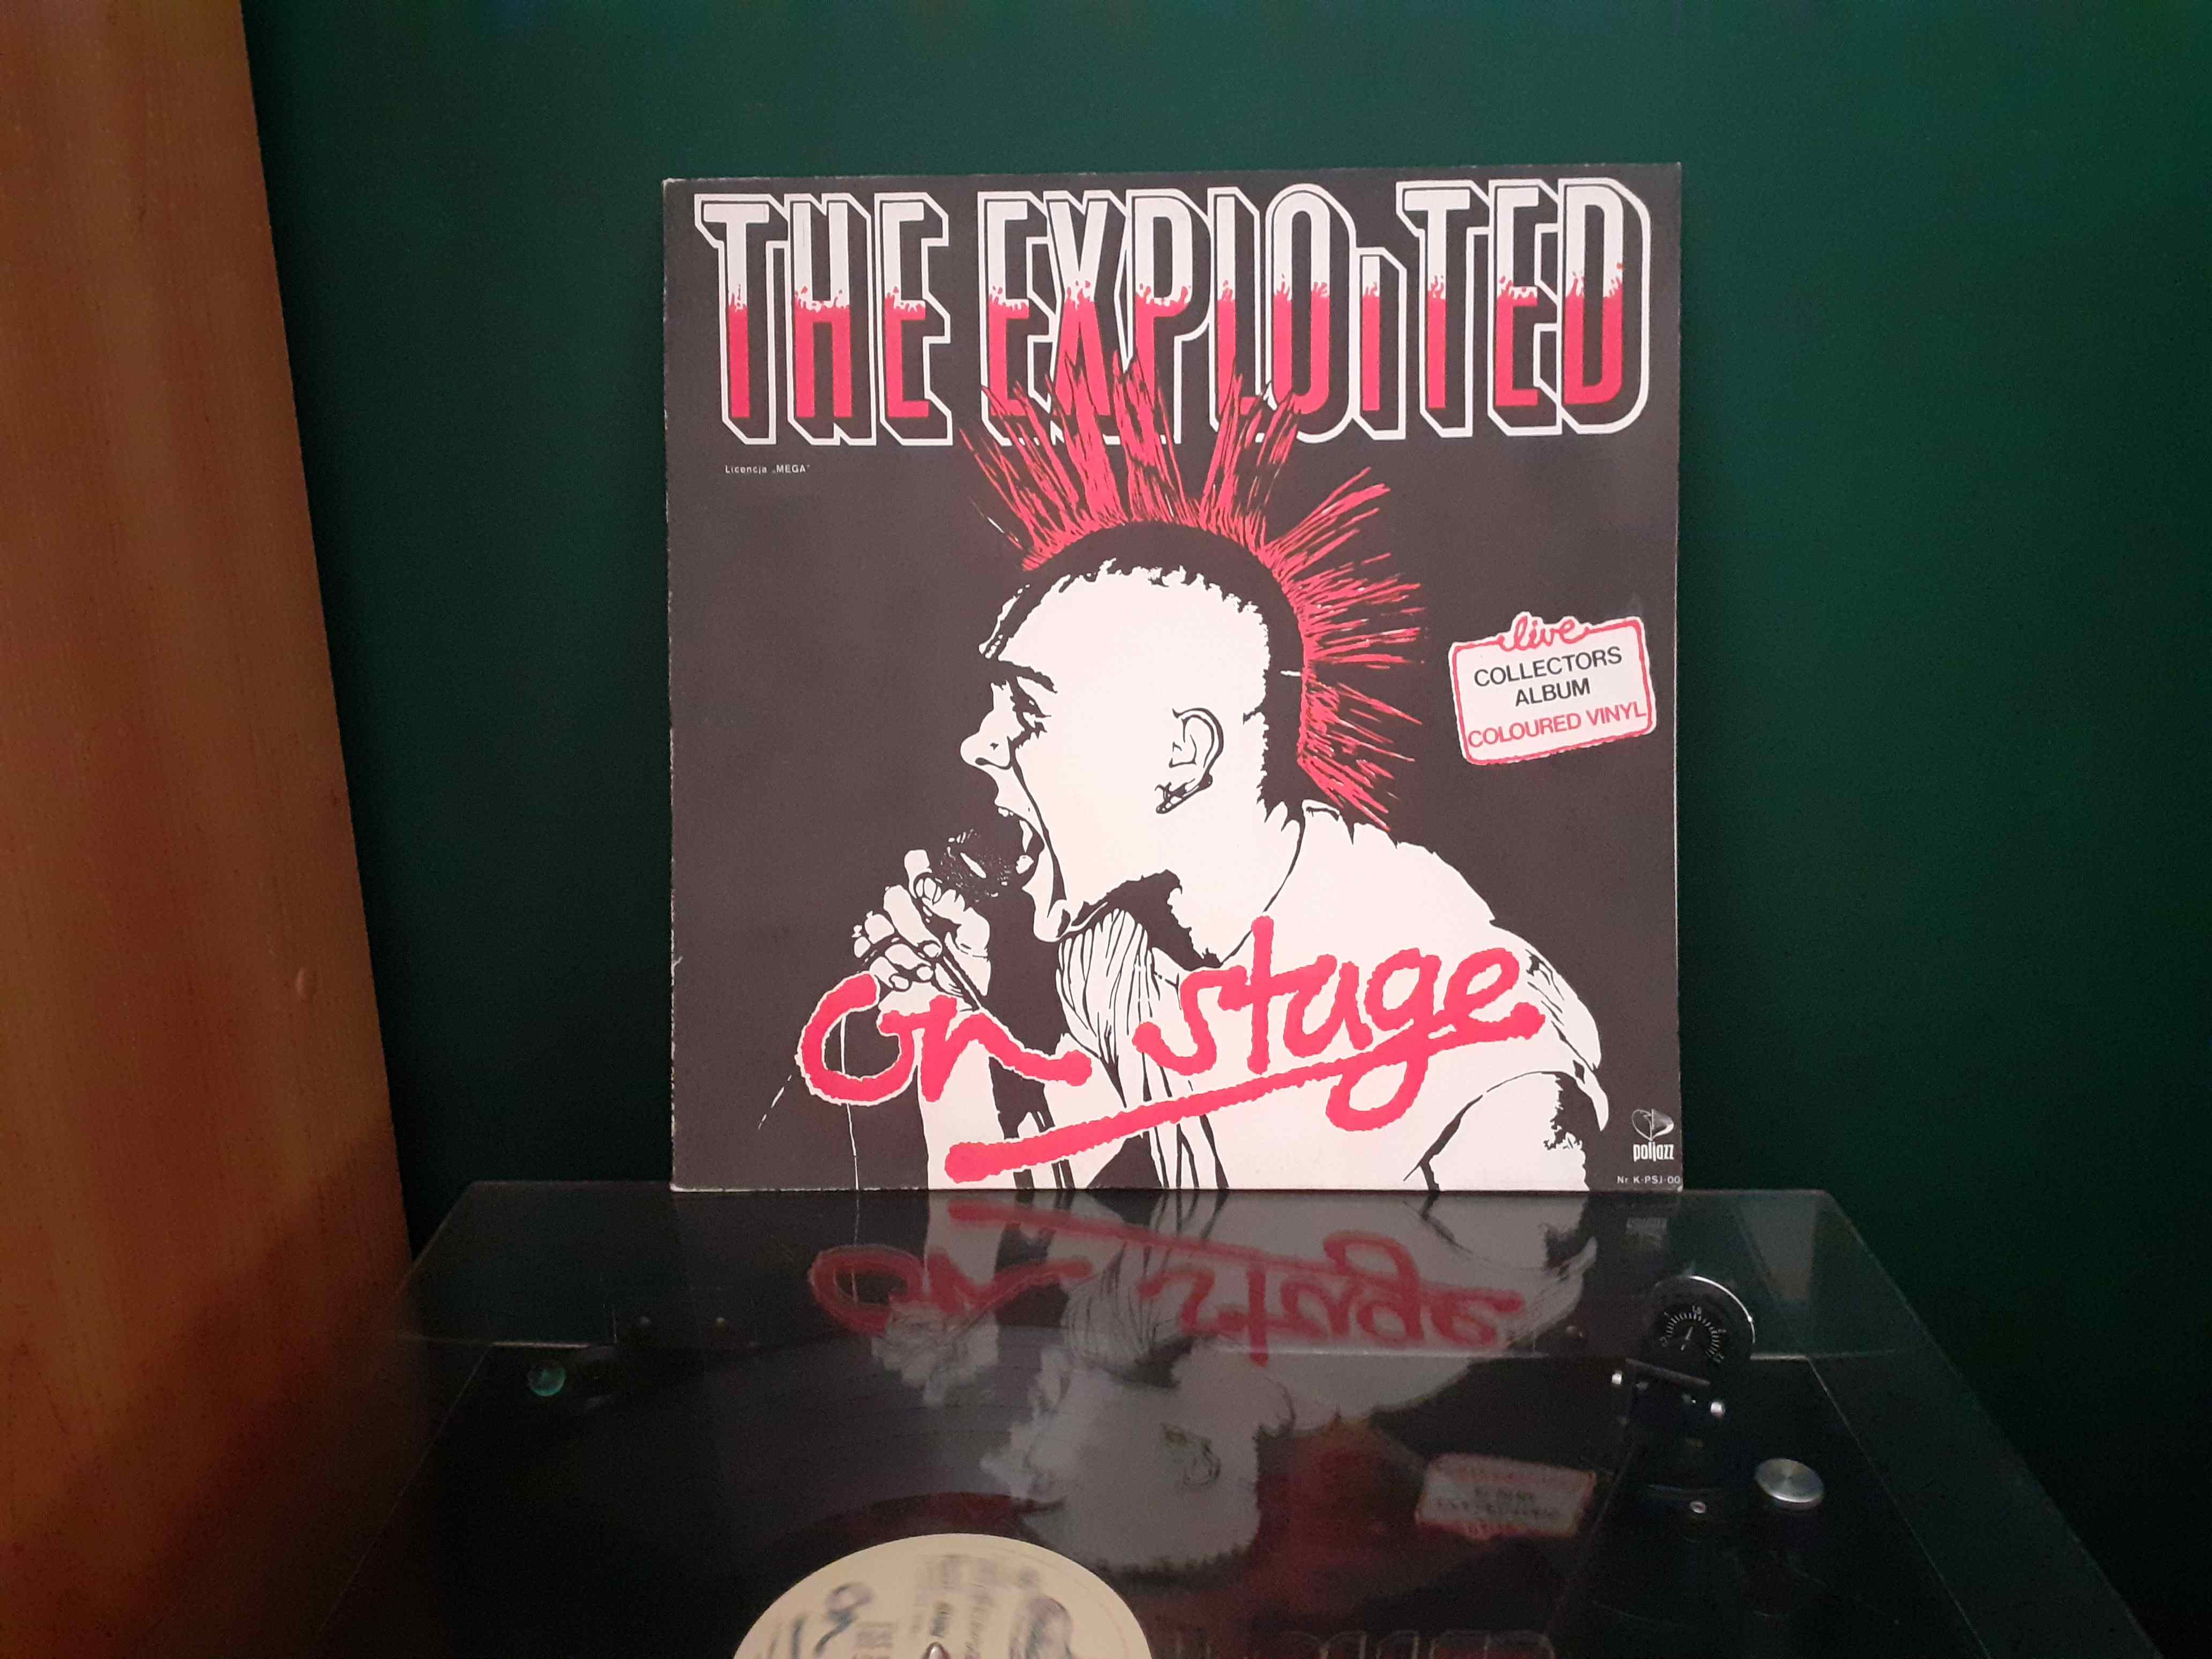 THE EXPLOiTED
Licencja „MEGA"
live
COLLECTORS
ALBUM
COLOURED VINYL
on stage
poljazz
Nr K-PSJ-00